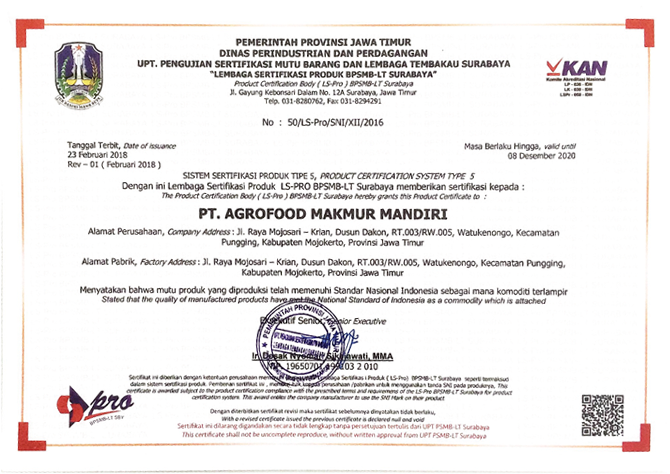 PEMERINTAH PROVINSI JAWA TIMUR
DINAS PERINDUSTRIAN DAN PERDAGANGAN
UPT. PENGUJIAN SERTIFIKASI MUTU BARANG DAN LEMBAGA TEMBAKAU SURABAYA
"LEMBAGA SERTIFIKASI PRODUK BPSMB-LT SURABAYA"
Product Certification Body ( LS-Pro ) BPSMB-LT Surabaya
Jl. Gayung Kebonsari Dalam No. 12A Surabaya, Jawa Timur
Telp. 031-8280762, Fax 031-8294291
KAN
Komite Akreditasi Nasional
No : 50/LS-Pro/SNI/XII/2016
Tanggal Terbit, Date of issuance
23 Februari 2018
Rev – 01 ( Februari 2018 )
Masa Berlaku Hingga, valid until
08 Desember 2020
SISTEM SERTIFIKASI PRODUK TIPE 5, PRODUCT CERTIFICATION SYSTEM TYPE 5
Dengan ini Lembaga Sertifikasi Produk LS-PRO BPSMB-LT Surabaya memberikan sertifikasi kepada :
The Product Certification Body ( LS-Pro ) BPSMB-LT Surabaya hereby grants this Product Certificate to :
PT. AGROFOOD MAKMUR MANDIRI
Alamat Perusahaan, Company Address : Jl. Raya Mojosari – Krian, Dusun Dakon, RT.003/RW.005, Watukenongo, Kecamatan
Pungging, Kabupaten Mojokerto, Provinsi Jawa Timur
Alamat Pabrik, Factory Address : Jl. Raya Mojosari – Krian, Dusun Dakon, RT.003/RW.005, Watukenongo, Kecamatan Pungging,
Kabupaten Mojokerto, Provinsi Jawa Timur
Menyatakan bahwa mutu produk yang diproduksi telah memenuhi Standar Nasional Indonesia sebagai mana komoditi terlampir
Stated that the quality of manufactured products have met the National Standard of Indonesia as a commodity which is attached
Eksekutif Senior, Senior Executive
PEMERINTAH PROVINSI JAWA
LEMBAGA TEMBAKAU
Ir. Desak MMA
2 010
Sertifikat ini diberikan dengan ketentuan perusahaan Lembaga Sertifikasi Produk ( LS-Pro ) BPSMB-LT Surabaya seperti termaksud
dalam sistem sertifikasi produk. Pemberian sertifikat ini , perusahaan /pabrikan untuk menggunakan tanda SNI pada produknya, This
certificate is awarded subject to the product certification compliance with the prescribed terms and requirements of the LS-Pro BPSMB-LT Surabaya for product
certification system. This award entitles the company manufacturer to use the SNI Mark on their product
pro
BPSMB-LT SBY
Dengan diterbitkan sertifikat revisi maka sertifikat sebelumnya dinyatakan tidak berlaku,
With a revised certificate issued the previous certificate is declared null and void
Sertifikat ini dilarang digandakan secara tidak lengkap tanpa persetujuan tertulis dari UPT PSMB-LT Surabaya
This certificate shall not be uncomplete reproduce, without written approval from UPT PSMB-LT Surabaya